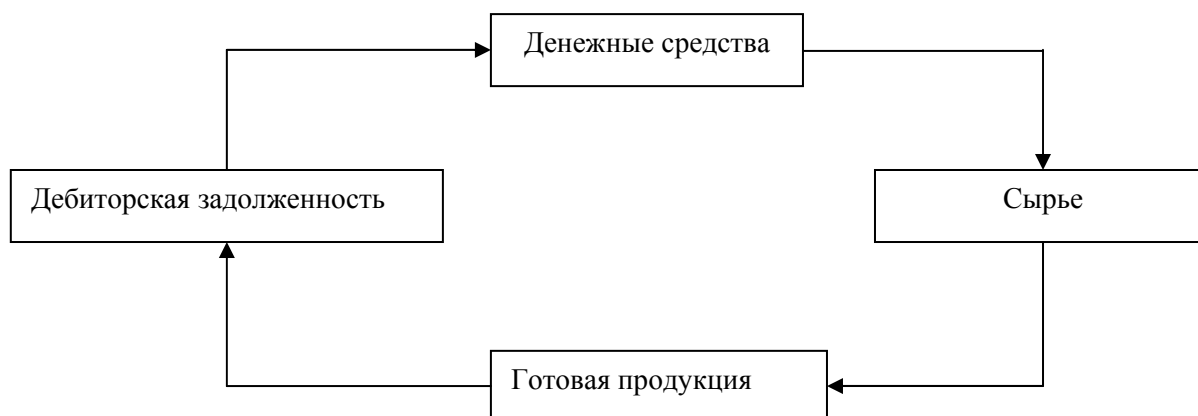 Денежные средства
Дебиторская задолженность
Сырье
Готовая продукция